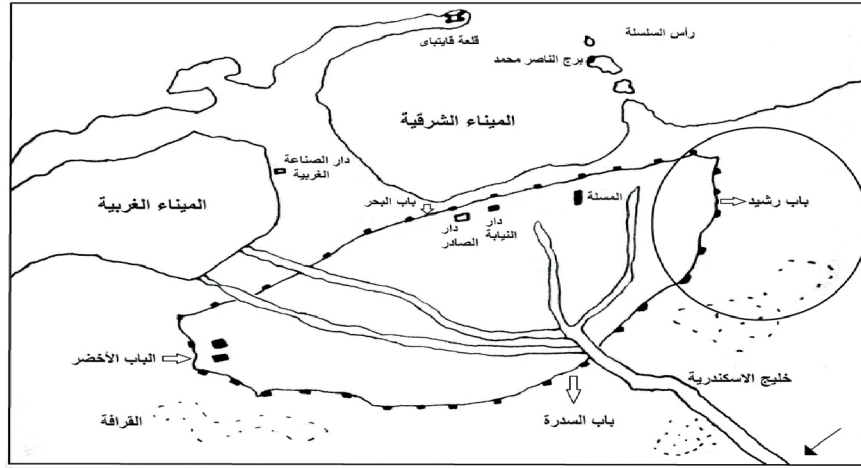 رأس السلسلة
قلعة قايتباى
برج الناصر محمد
الميناء الشرقية
دار الصناعة
الغربية
الميناء الغربية
باب البحر
المسلة
باب رشيد
دار
النيابة
دار
الصادر
الباب الأخضر
خليج الاسكندرية
القرافة
باب السدرة